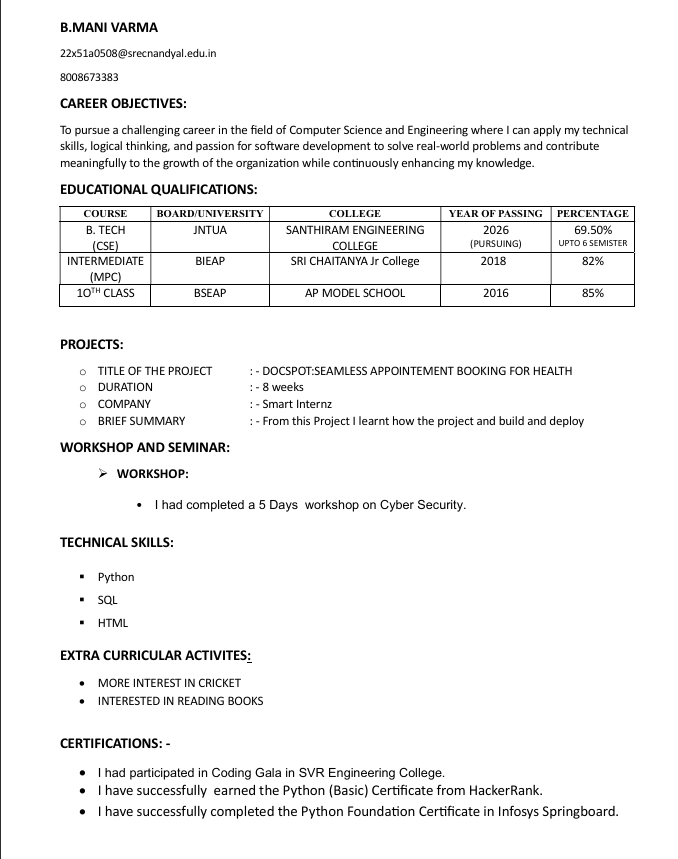 B.MANI VARMA
22x51a0508@srecnandyal.edu.in
8008673383
CAREER OBJECTIVES:
To pursue a challenging career in the field of Computer Science and Engineering where I can apply my technical
skills, logical thinking, and passion for software development to solve real-world problems and contribute
meaningfully to the growth of the organization while continuously enhancing my knowledge.
EDUCATIONAL QUALIFICATIONS:
COURSE BOARD/UNIVERSITY COLLEGE YEAR OF PASSING PERCENTAGE
B. TECH JNTUA SANTHIRAM ENGINEERING 2026 69.50%
(CSE) COLLEGE (PURSUING) UPTO 6 SEMISTER
INTERMEDIATE BIEAP SRI CHAITANYA Jr College 2018 82%
(MPC)
1OTH CLASS BSEAP AP MODEL SCHOOL 2016 85%
PROJECTS:
o TITLE OF THE PROJECT : - DOCSPOT:SEAMLESS APPOINTEMENT BOOKING FOR HEALTH
o DURATION : - 8 weeks
o COMPANY : - Smart Internz
o BRIEF SUMMARY : - From this Project I learnt how the project and build and deploy
WORKSHOP AND SEMINAR:
➢ WORKSHOP:
• I had completed a 5 Days workshop on Cyber Security.
TECHNICAL SKILLS:
▪ Python
▪ SQL
▪ HTML
EXTRA CURRICULAR ACTIVITES:
• MORE INTEREST IN CRICKET
• INTERESTED IN READING BOOKS
CERTIFICATIONS: -
• I had participated in Coding Gala in SVR Engineering College.
• I have successfully earned the Python (Basic) Certificate from HackerRank.
• I have successfully completed the Python Foundation Certificate in Infosys Springboard.